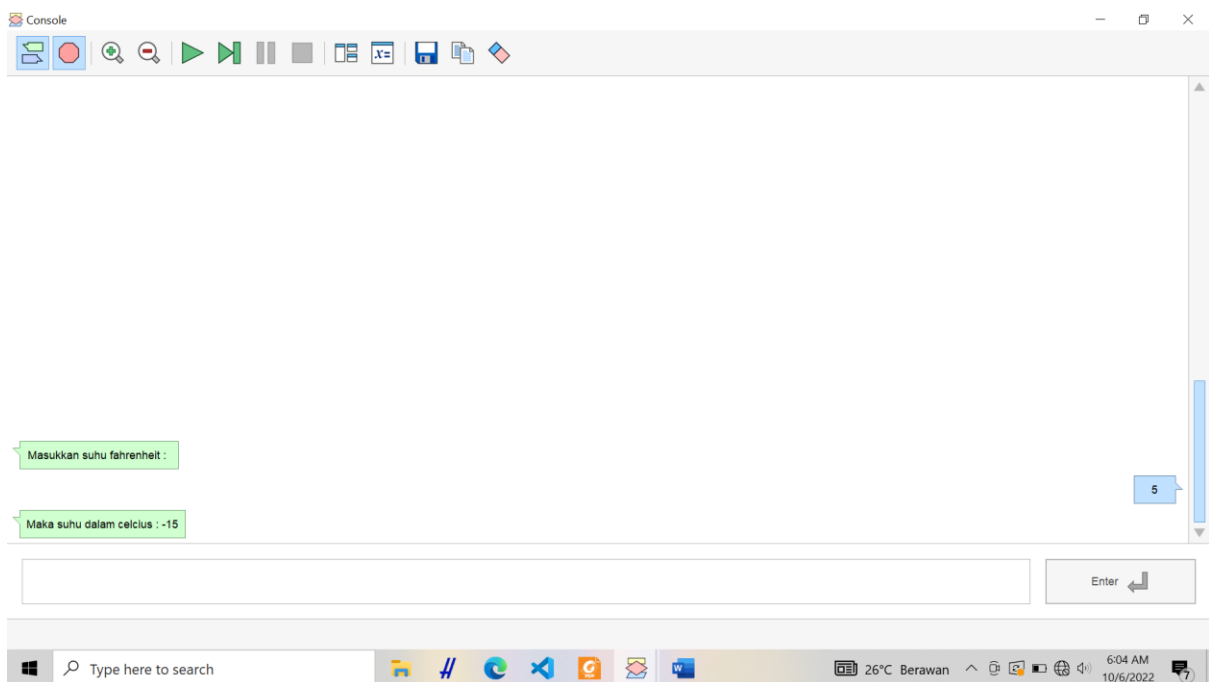 Console
x=
Masukkan suhu fahrenheit :
5
Maka suhu dalam celcius : -15
Enter
Type here to search
26°C Berawan
6:04 AM
10/6/2022
7